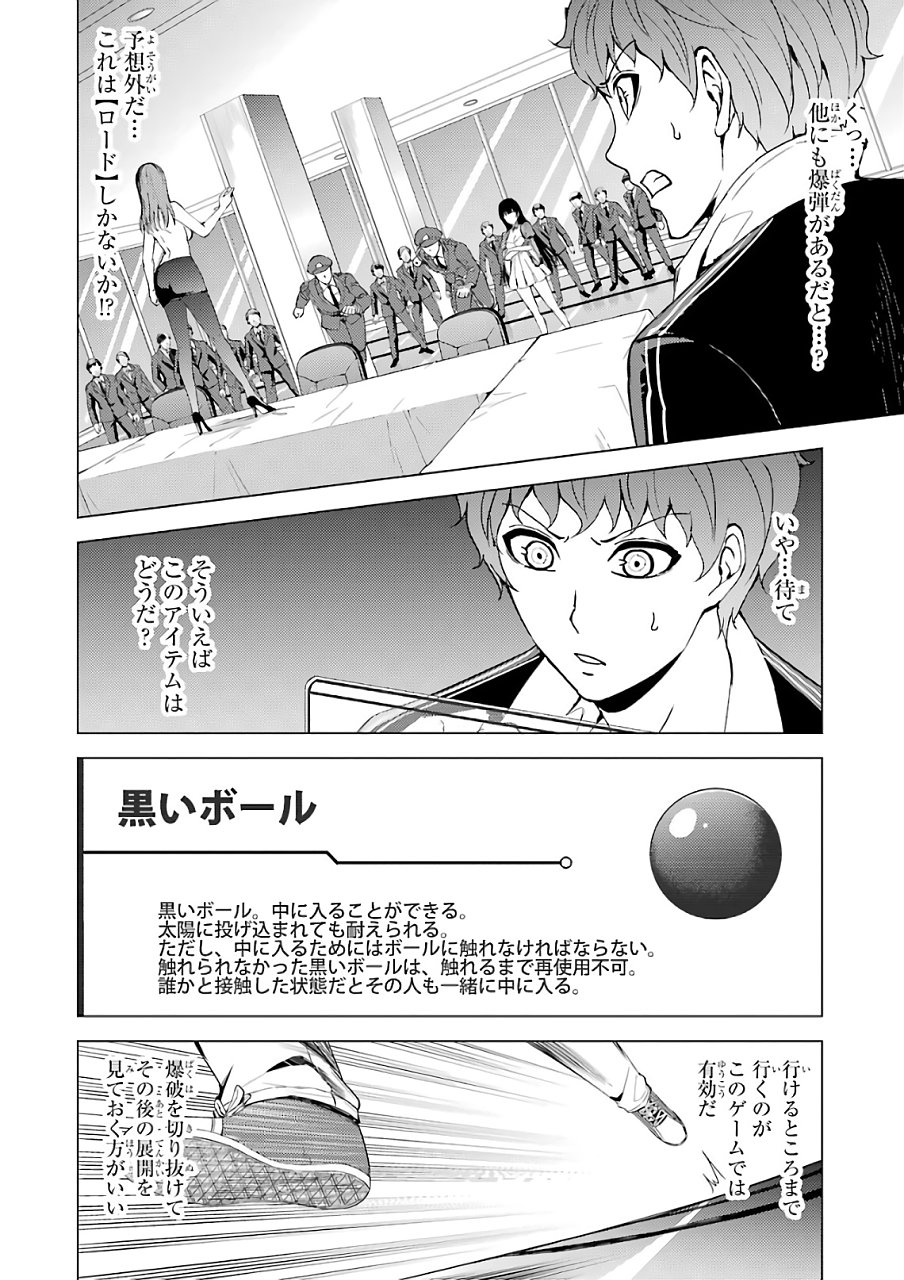 くっ…
他にも爆弾があるだと…?
予想外だ…
これは【ロード】しかないか!?
いや…待て
そういえば
このアイテムは
どうだ?
黒いボール
黒いボール。中に入ることができる。
太陽に投げ込まれても耐えられる。
ただし、中に入るためにはボールに触れなければならない。
触れられなかった黒いボールは、触れるまで再使用不可。
誰かと接触した状態だとその人も一緒に中に入る。
行けるところまで
行くのが
このゲームでは
有効だ
爆破を切り抜けて
その後の展開を
見ておく方がいい